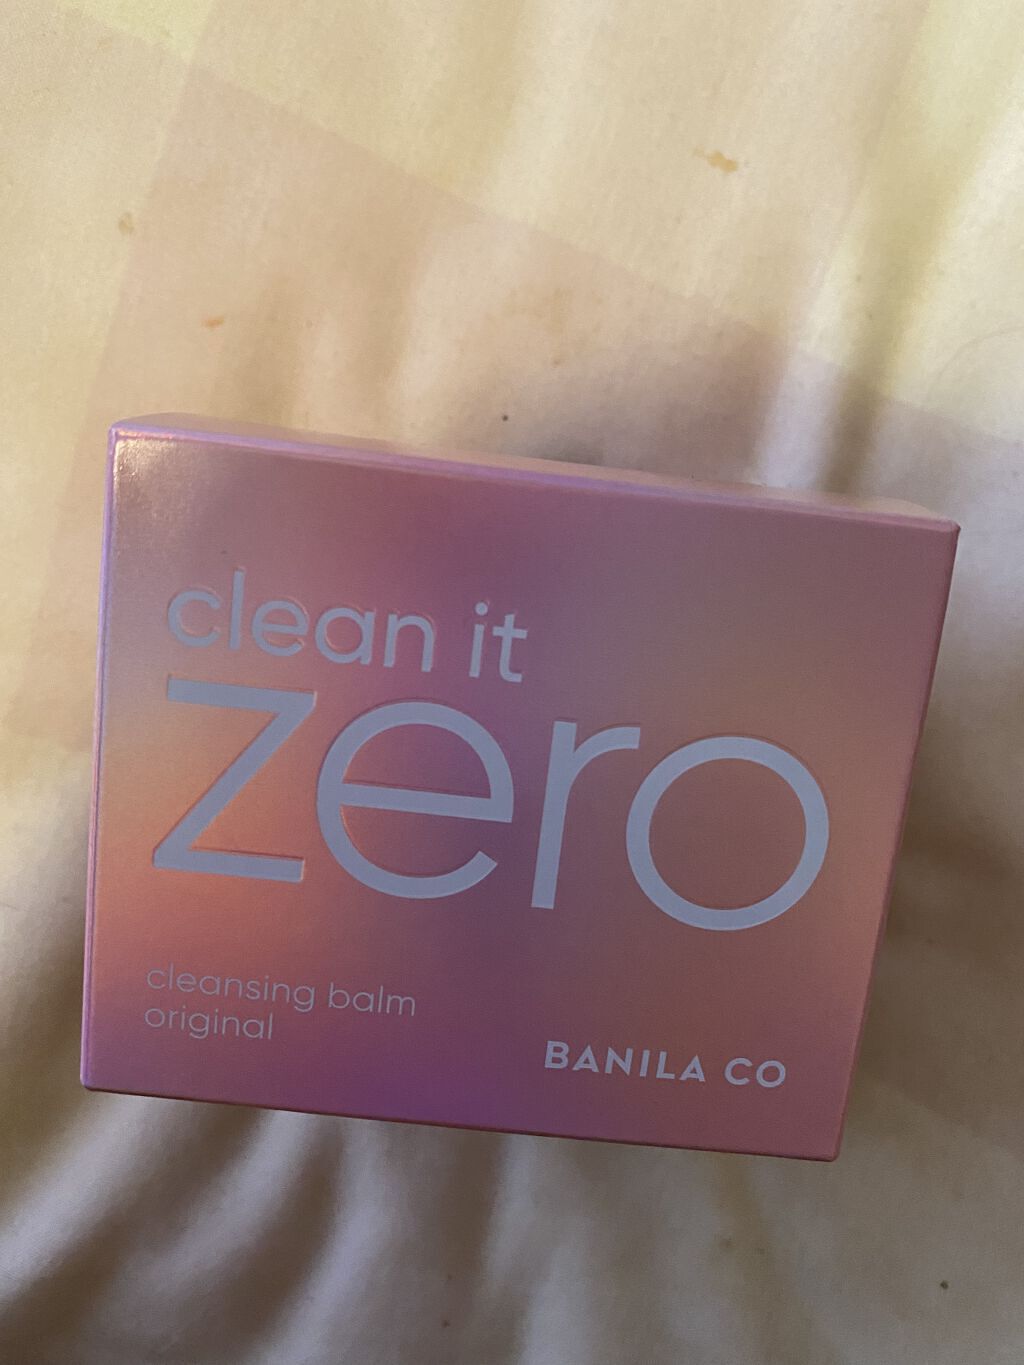 clean it
zero
cleansing balm
original
BANILA CO